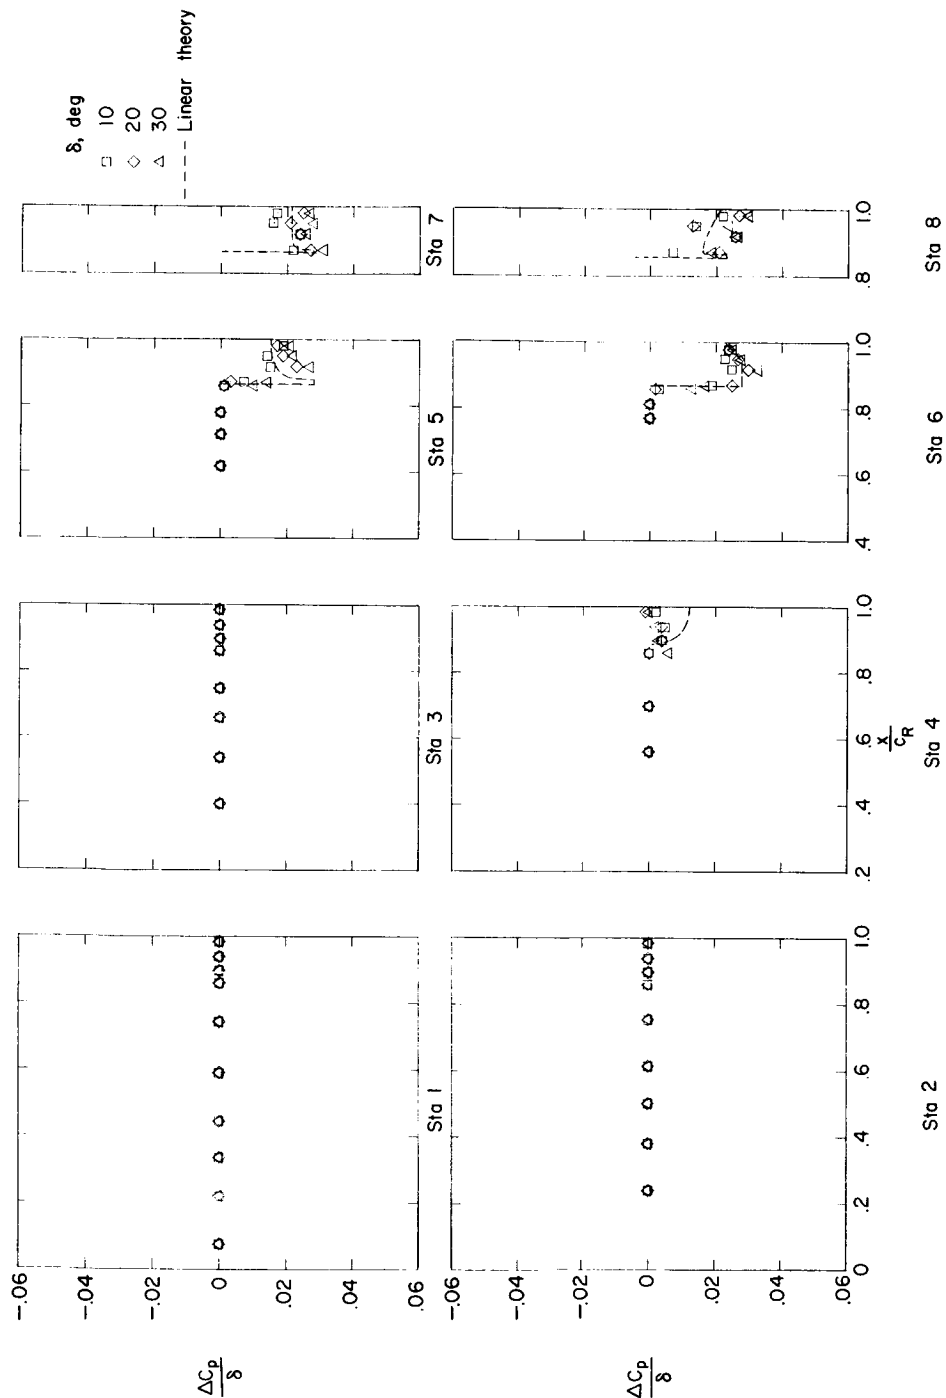 δ, deg
10
20
30
Linear theory
-.06
-.04
-.02
0
.02
.04
.06
ΔCp
δ
Sta 1
Sta 3
Sta 5
.8
1.0
Sta 7
-.06
-.04
-.02
0
.02
.04
.06
ΔCp
δ
0
.2
.4
.6
.8
1.0
Sta 2
.2
.4
.6
.8
1.0
x
cR
Sta 4
.4
.6
.8
1.0
Sta 6
.8
1.0
Sta 8